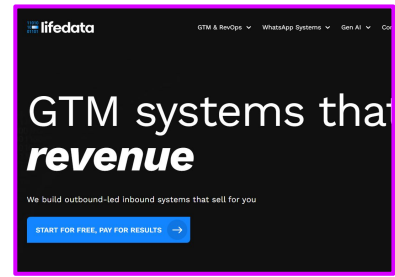 lifedata
GTM & RevOps
WhatsApp Systems
Gen AI
GTM systems that
revenue
We build outbound-led inbound systems that sell for you
START FOR FREE, PAY FOR RESULTS